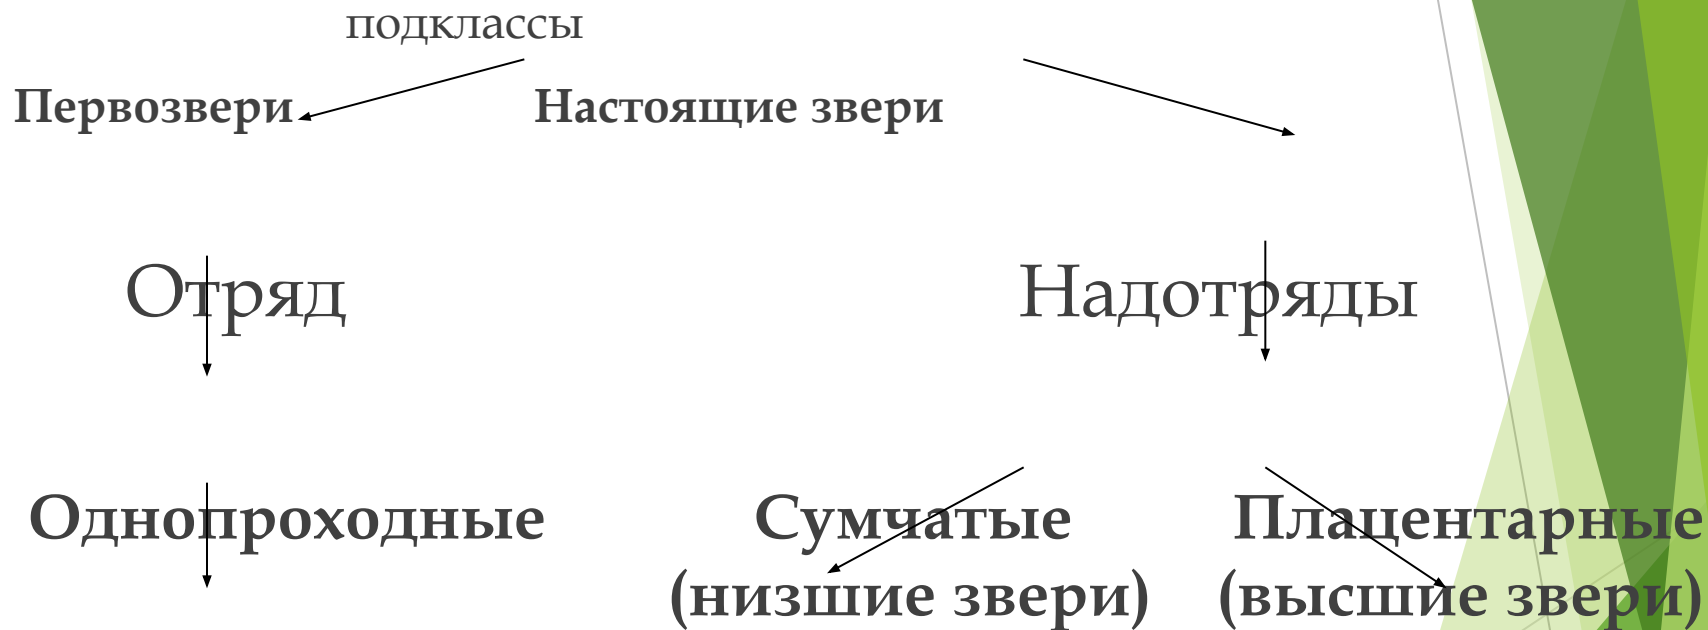 подклассы
Первозвери Настоящие звери
Отряд Надотряды
Однопроходные Сумчатые Плацентарные
(низшие звери) (высшие звери)